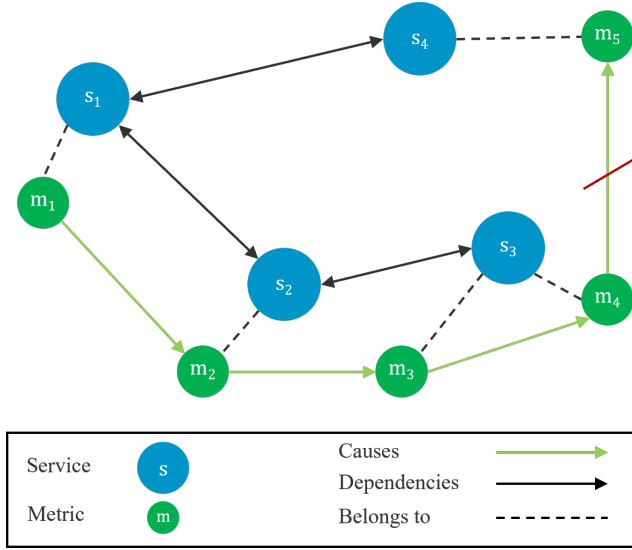 s4
m5
s1
m1
s3
s2
m4
m2
m3
Service
s
Causes
Dependencies
Metric
m
Belongs to